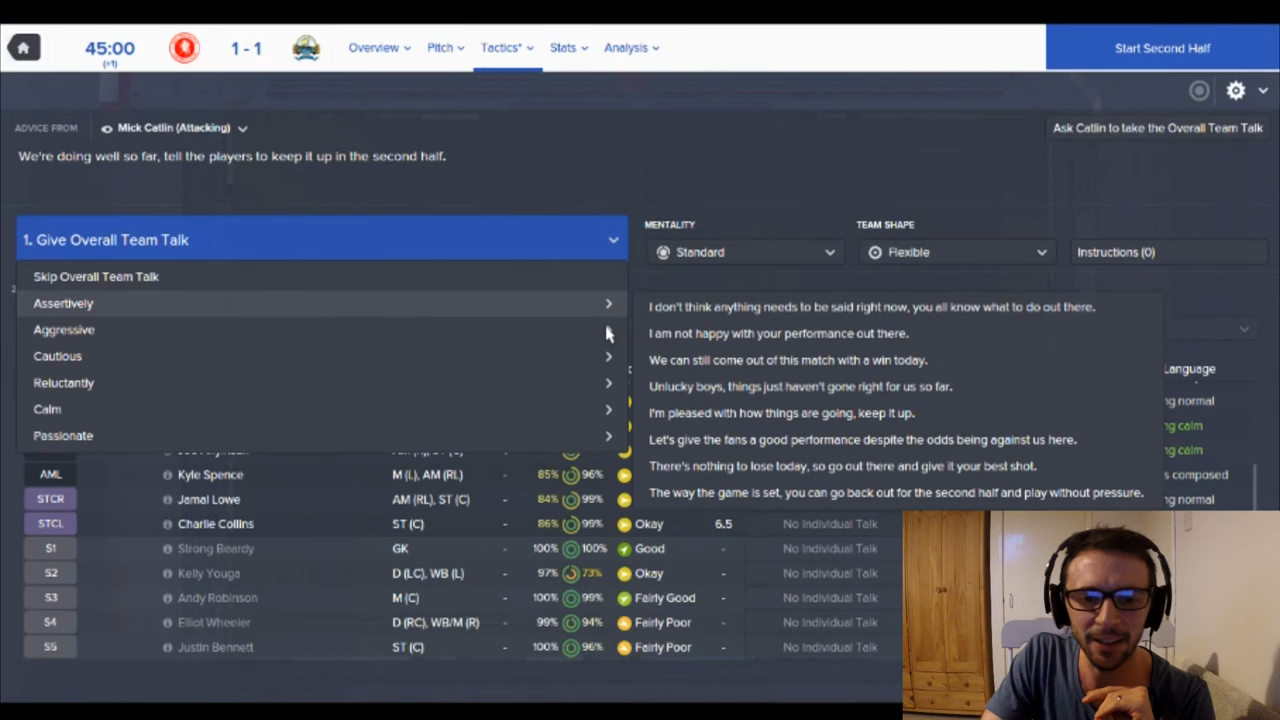 45:00
(+1)
1 - 1
Overview
Pitch
Tactics*
Stats
Analysis
Start Second Half
ADVICE FROM
Mick Catlin (Attacking)
Ask Catlin to take the Overall Team Talk
We're doing well so far, tell the players to keep it up in the second half.
1. Give Overall Team Talk
MENTALITY
Standard
TEAM SHAPE
Flexible
Instructions (0)
Skip Overall Team Talk
Assertively
Aggressive
Cautious
Reluctantly
Calm
Passionate
I don't think anything needs to be said right now, you all know what to do out there.
I am not happy with your performance out there.
We can still come out of this match with a win today.
Unlucky boys, things just haven't gone right for us so far.
I'm pleased with how things are going, keep it up.
Let's give the fans a good performance despite the odds being against us here.
There's nothing to lose today, so go out there and give it your best shot.
The way the game is set, you can go back out for the second half and play without pressure.
Language
normal
calm
calm
composed
normal
AML Kyle Spence M (L), AM (RL) - 85% 96%
STCR Jamal Lowe AM (RL), ST (C) - 84% 99%
STCL Charlie Collins ST (C) - 86% 99% Okay 6.5 No Individual Talk
S1 Strong Beardy GK - 100% 100% Good - No Individual Talk
S2 Kelly Youga D (LC), WB (L) - 97% 73% Okay - No Individual Talk
S3 Andy Robinson M (C) - 100% 99% Fairly Good - No Individual Talk
S4 Elliot Wheeler D (RC), WB/M (R) - 99% 94% Fairly Poor - No Individual Talk
S5 Justin Bennett ST (C) - 100% 96% Fairly Poor - No Individual Talk